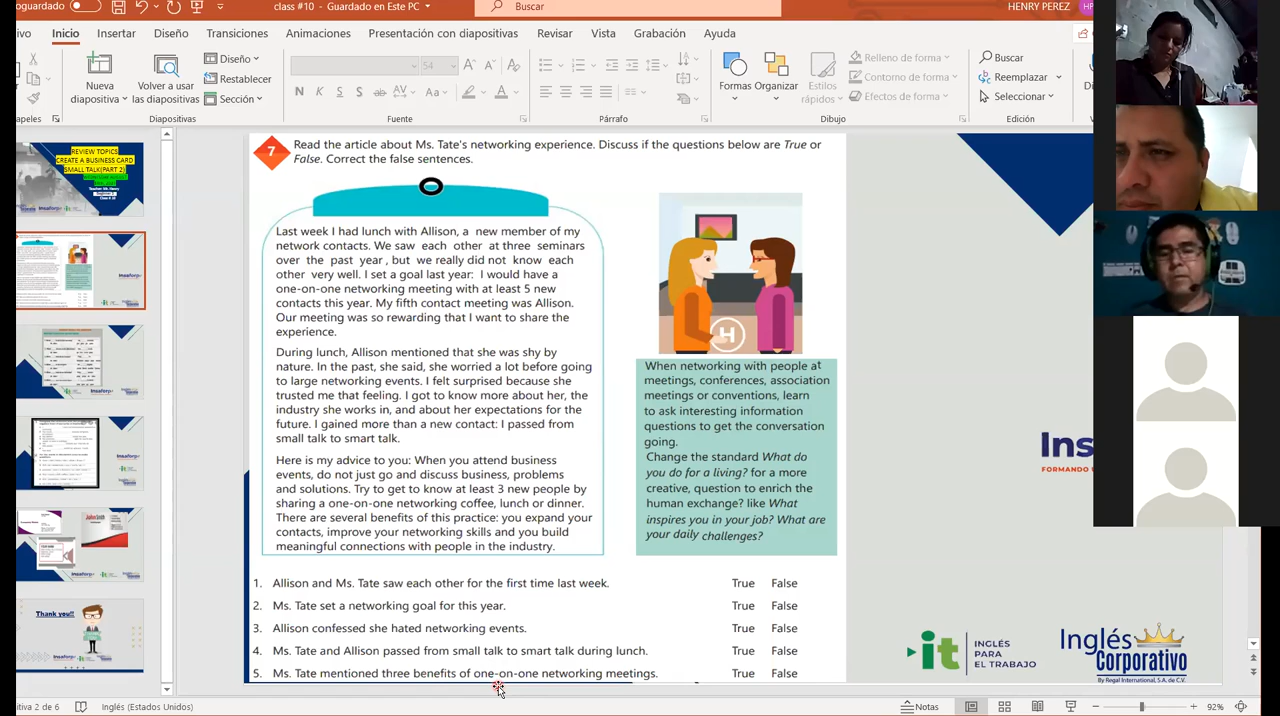 oguardado
class #10 - Guardado en Este PC
Buscar
HENRY PEREZ
HP
ivo Inicio Insertar Diseño Transiciones Animaciones Presentación con diapositivas Revisar Vista Grabación Ayuda
Nueva diapositiva
Volver a usar las diapositivas
Diseño
Restablecer
Sección
54
Formas
Organizar
Estilos rápidos
Relleno de forma
Contorno de forma
Efectos de forma
Buscar
Reemplazar
Seleccionar
apeles
Diapositivas
Fuente
Párrafo
Dibujo
Edición
REVIEW TOPICS
CREATE A BUSINESS CARD
SMALL TALK(PART 2)
Thank you!!
7
Read the article about Ms. Tate's networking experience. Discuss if the questions below are True or
False. Correct the false sentences.
Last week I had lunch with Allison, a new member of my
network contacts. We saw each other at three seminars
over the past year, but we really did not know each
other very well. I set a goal last year. I would have a
one-on-one networking meeting with at least 5 new
contacts this year. My fifth contact meeting was Allison.
Our meeting was so rewarding that I want to share the
experience.
During lunch, Allison mentioned that she was shy by
nature. In the past, she said, she worried a lot before going
to large networking events. I felt surprized because she
trusted me that feeling. I got to know more about her, the
industry she works in, and about her expectations for the
future. I gained more than a new contact. I passed from
small talk to smart talk.
Here is my advice to you: When you attend business
events, do not just go and discuss business, problems
and solutions. Try to get to know at least 3 new people by
sharing a one-on-one networking coffee, lunch or dinner.
There are several benefits of this practice: you expand your
contacts, improve your networking skills and you build
meaningful connections with people in the industry.
When networking with people at
meetings, conferences, association
meetings or conventions, learn
to ask interesting information
questions to get the conversation
going.
Change the standard What do
you do for a living? for a more
creative, question to enrich the
human exchange? like What
inspires you in your job? What are
your daily challenges?
1. Allison and Ms. Tate saw each other for the first time last week. True False
2. Ms. Tate set a networking goal for this year. True False
3. Allison confessed she hated networking events. True False
4. Ms. Tate and Allison passed from small talk to smart talk during lunch. True False
5. Ms. Tate mentioned three benefits of one-on-one networking meetings. True False
Ins
FORMANDO
it
INGLÉS
PARA
EL TRABAJO
Inglés
Corporativo
By Regal International, S.A. de C.V.
itiva 2 de 6
Inglés (Estados Unidos)
Notas
92%